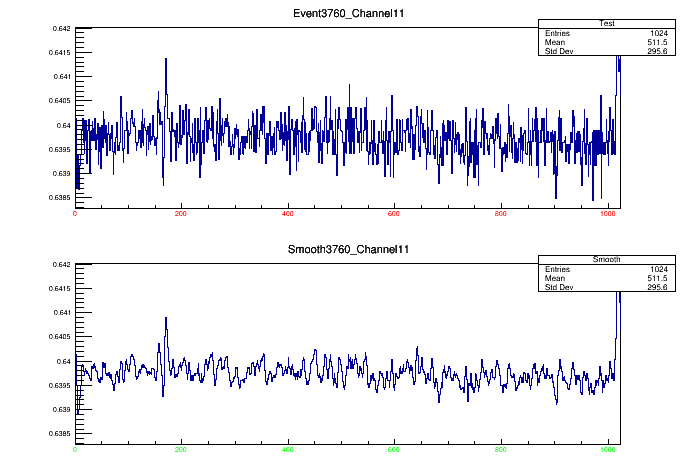 Event3760_Channel11
Test
Entries 1024
Mean 511.5
Std Dev 295.6
0.642
0.6415
0.641
0.6405
0.64
0.6395
0.639
0.6385
0 200 400 600 800 1000
Smooth3760_Channel11
Smooth
Entries 1024
Mean 511.5
Std Dev 295.6
0.642
0.6415
0.641
0.6405
0.64
0.6395
0.639
0.6385
0 200 400 600 800 1000